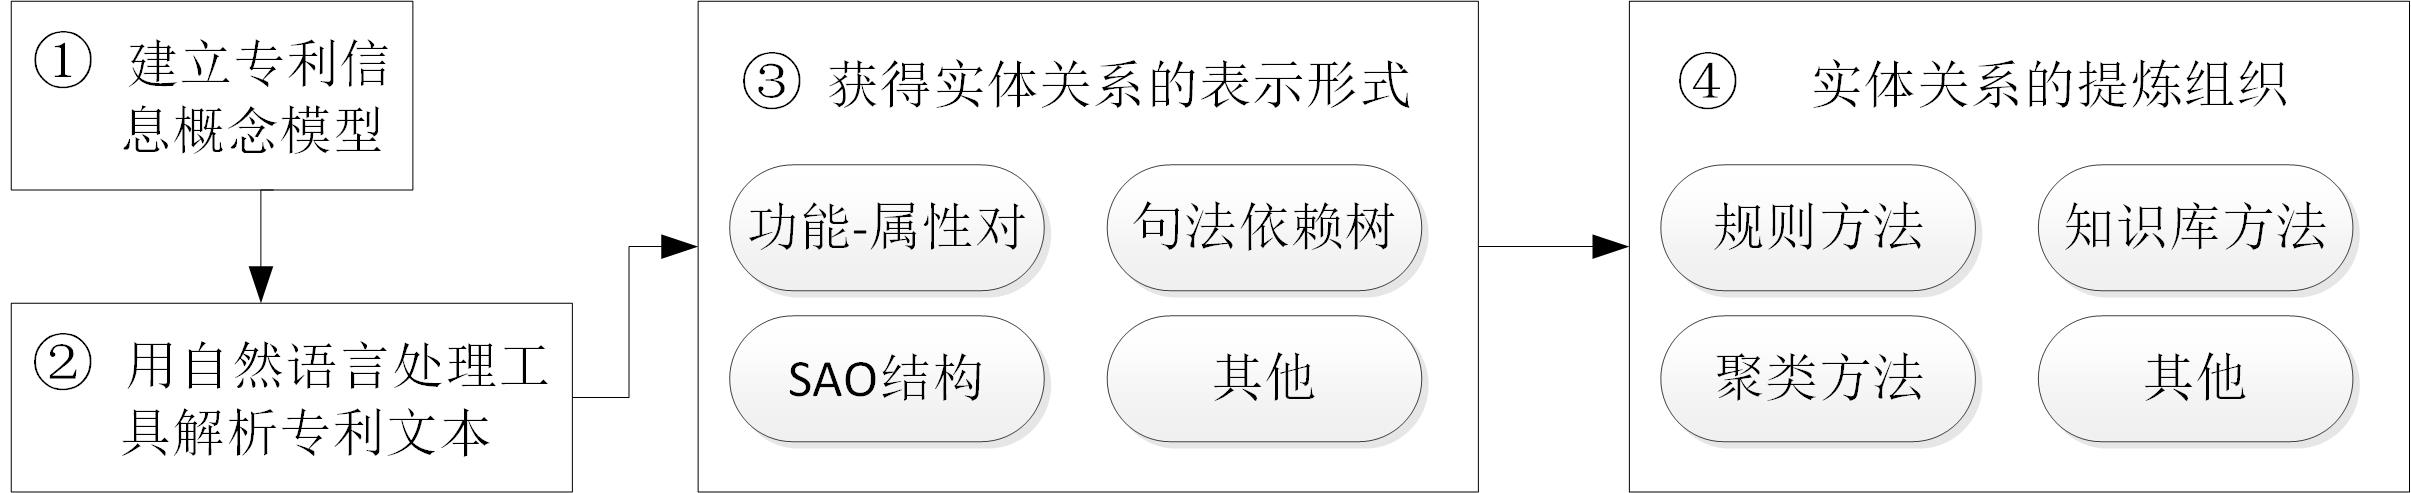 ① 建立专利信
息概念模型
② 用自然语言处理工
具解析专利文本
③ 获得实体关系的表示形式
功能-属性对
句法依赖树
SAO结构
其他
④ 实体关系的提炼组织
规则方法
知识库方法
聚类方法
其他